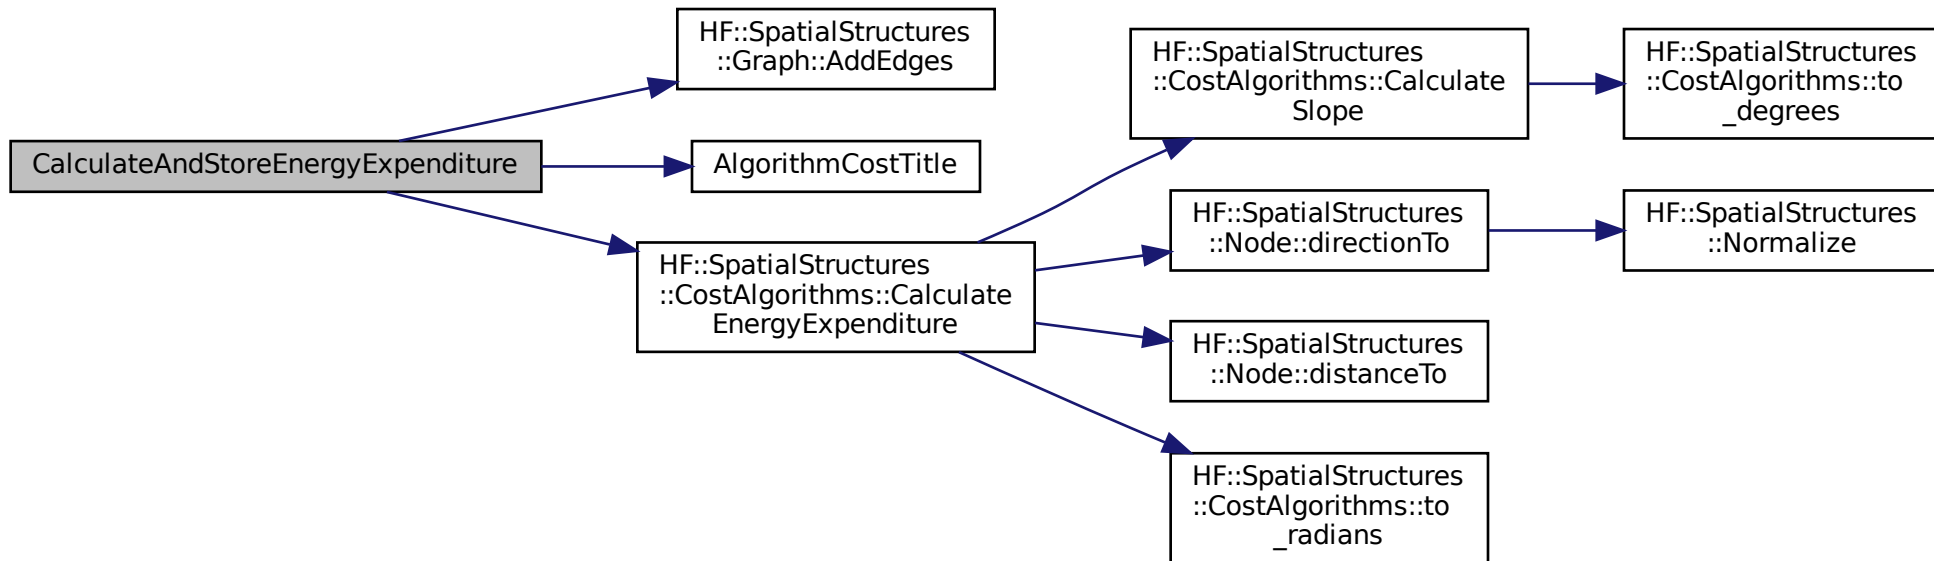 CalculateAndStoreEnergyExpenditure
HF::SpatialStructures
::Graph::AddEdges
AlgorithmCostTitle
HF::SpatialStructures
::CostAlgorithms::Calculate
EnergyExpenditure
HF::SpatialStructures
::CostAlgorithms::Calculate
Slope
HF::SpatialStructures
::Node::directionTo
HF::SpatialStructures
::Node::distanceTo
HF::SpatialStructures
::CostAlgorithms::to
_radians
HF::SpatialStructures
::CostAlgorithms::to
_degrees
HF::SpatialStructures
::Normalize